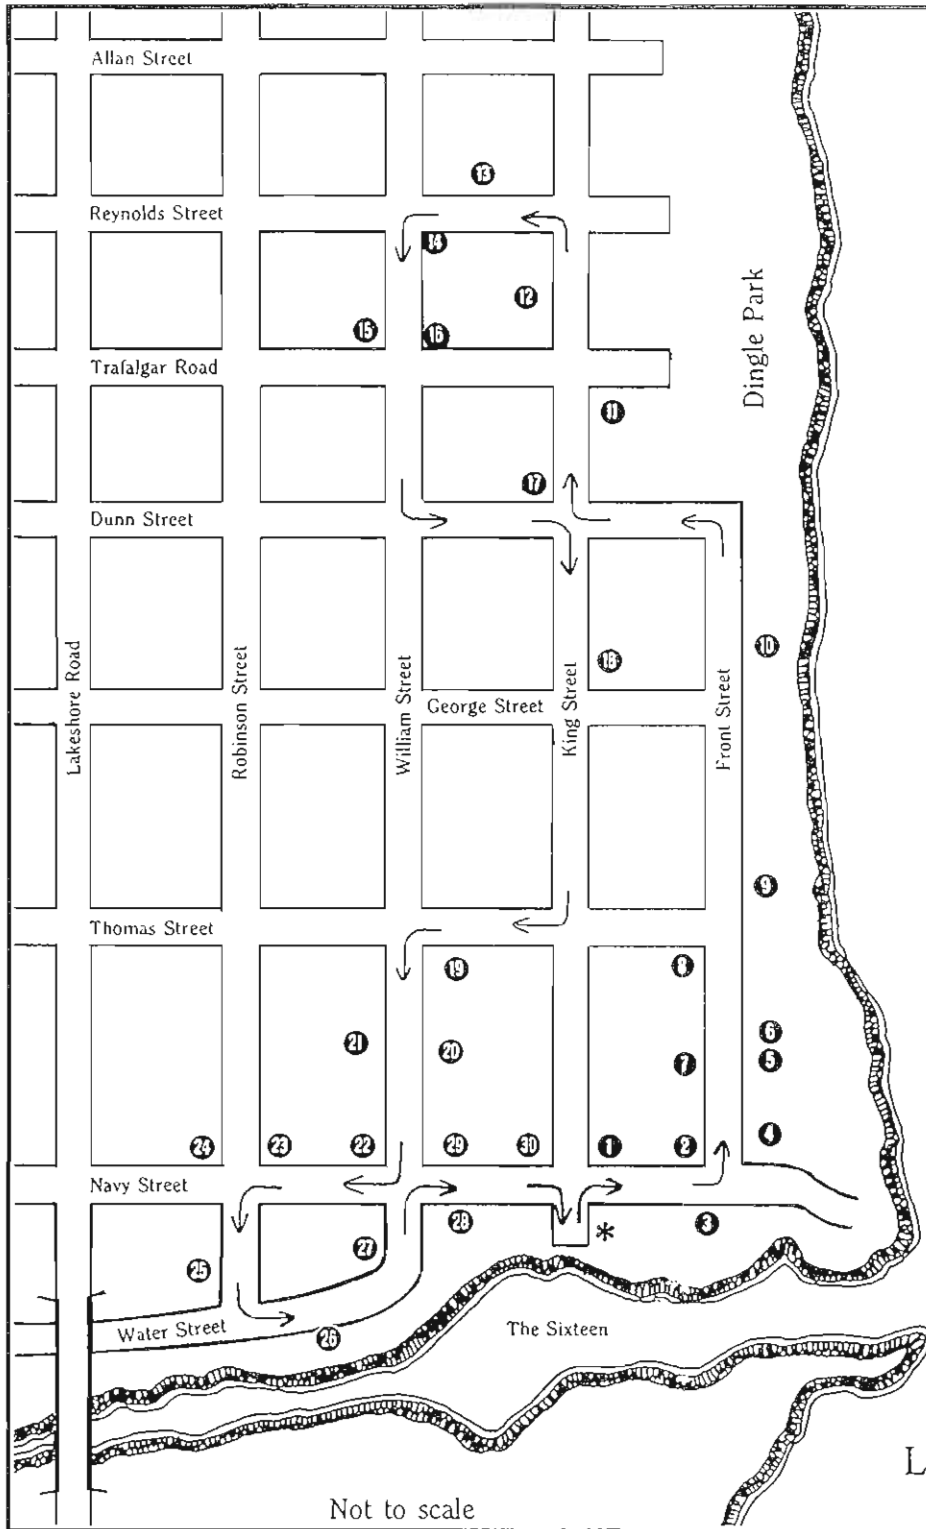 Allan Street
13
Reynolds Street
14
12
15
16
Trafalgar Road
Dingle Park
11
17
Dunn Street
10
18
Lakeshore Road
Robinson Street
William Street
George Street
King Street
Front Street
9
Thomas Street
19
8
6
21
20
7
5
24
23
22
29
30
1
2
4
Navy Street
28
3
27
*
25
Water Street
26
The Sixteen
L
Not to scale